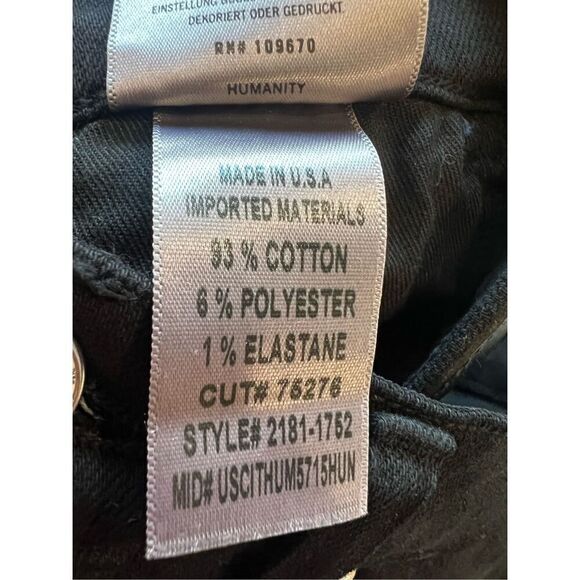 EINSTELLUNG
DEKORIERT ODER GEDRUCKT
RN# 109670
HUMANITY
MADE IN U.S.A
IMPORTED MATERIALS
93 % COTTON
6 % POLYESTER
1 % ELASTANE
CUT# 75276
STYLE# 2181-1752
MID# USCITHUM5715HUN